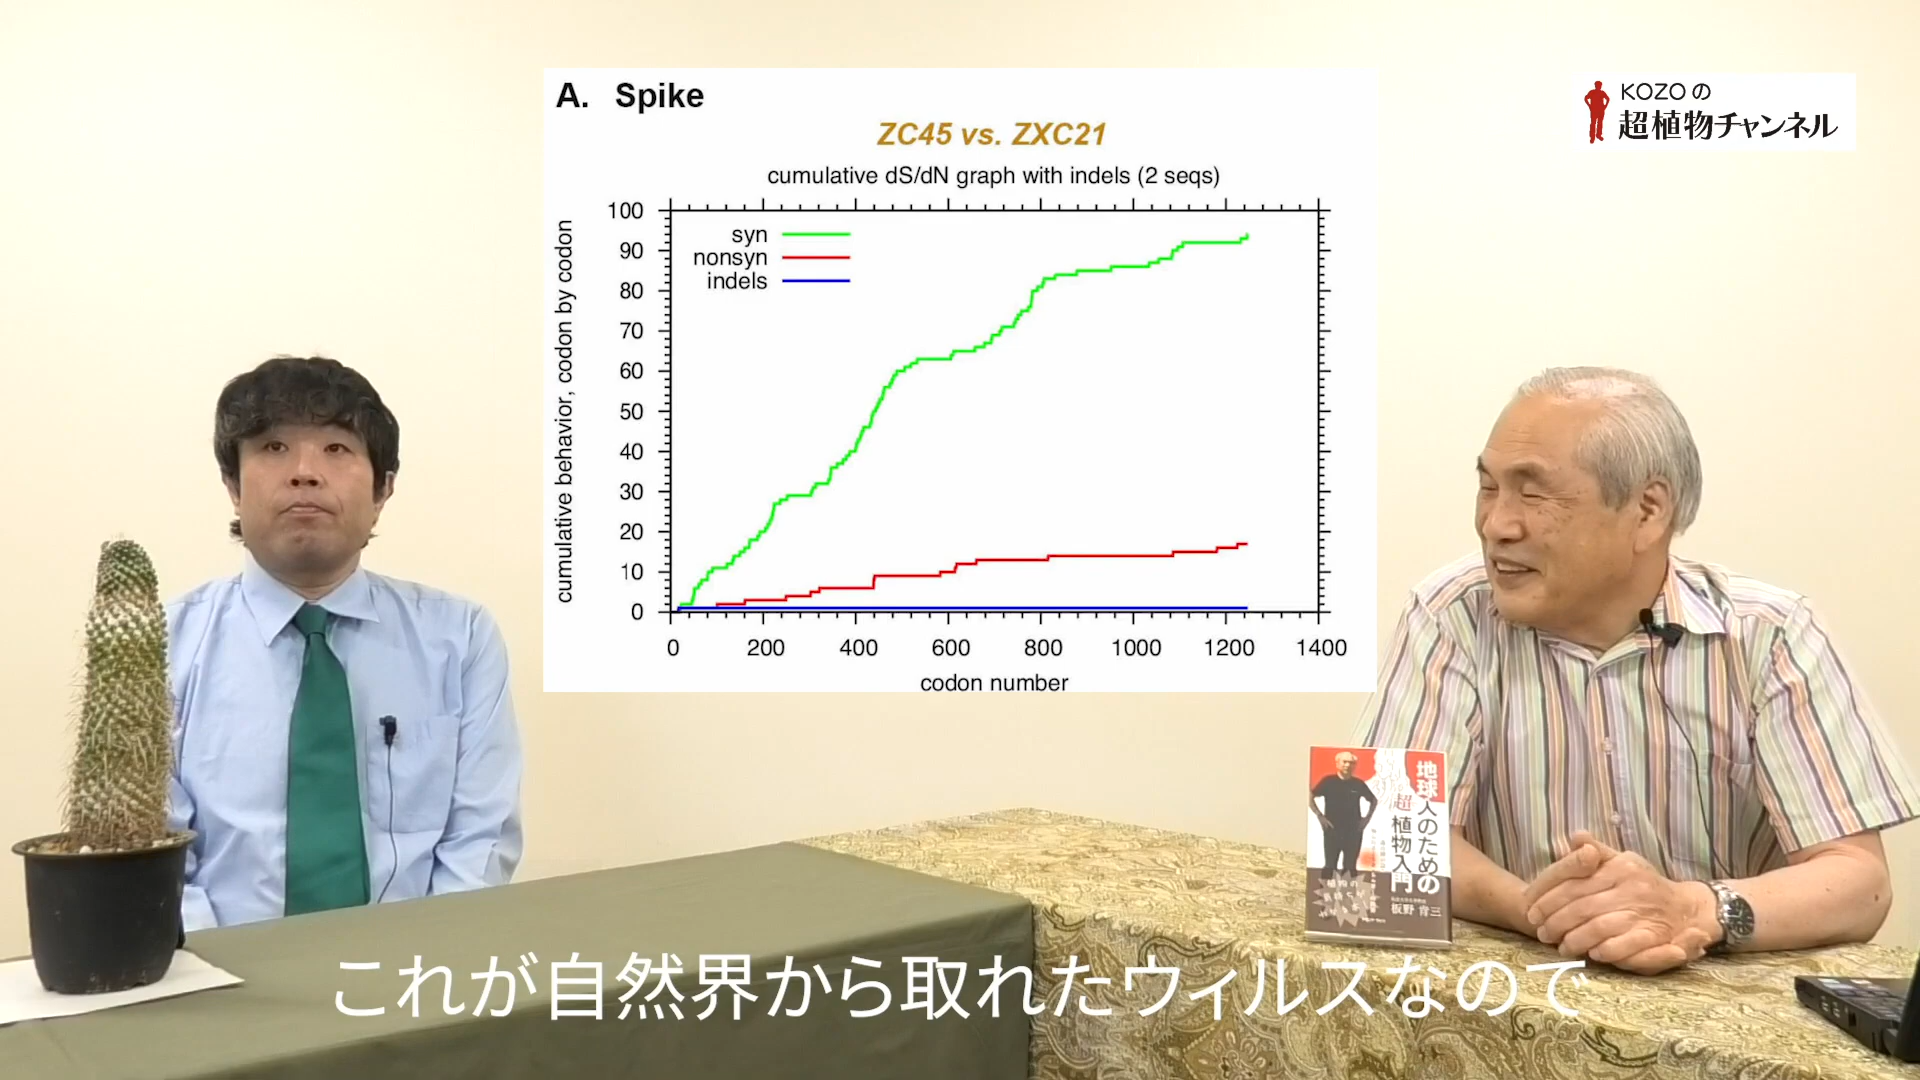 A. Spike
ZC45 vs. ZXC21
cumulative dS/dN graph with indels (2 seqs)
cumulative behavior, codon by codon
100
90
80
70
60
50
40
30
20
10
0
syn
nonsyn
indels
0 200 400 600 800 1000 1200 1400
codon number
KOZOの
超植物チャンネル
地球人のための
超植物入門
板野肯三
これが自然界から取れたウィルスなので